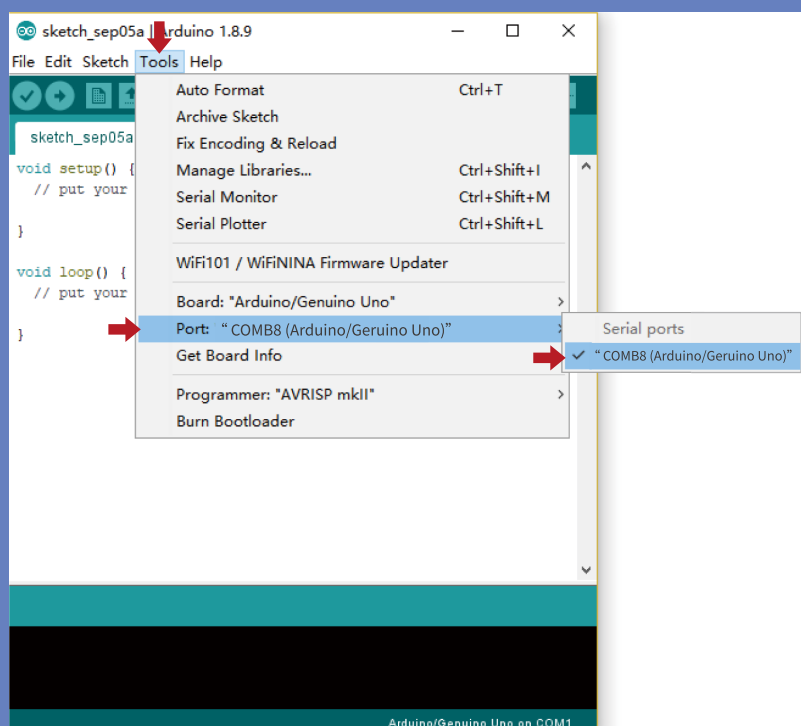 sketch_sep05a | Arduino 1.8.9
File Edit Sketch Tools Help
sketch_sep05a
void setup() {
// put your
}
void loop() {
// put your
}
Auto Format Ctrl+T
Archive Sketch
Fix Encoding & Reload
Manage Libraries... Ctrl+Shift+I
Serial Monitor Ctrl+Shift+M
Serial Plotter Ctrl+Shift+L
WiFi101 / WiFiNINA Firmware Updater
Board: "Arduino/Genuino Uno"
Port: “COMB8 (Arduino/Geruino Uno)”
Get Board Info
Programmer: "AVRISP mkII"
Burn Bootloader
Serial ports
“COMB8 (Arduino/Geruino Uno)”
Arduino/Genuino Uno on COM1